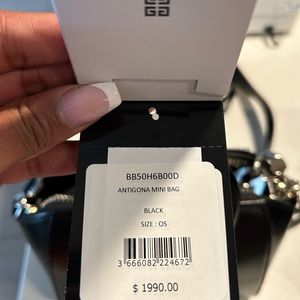 BB50H6B00D
ANTIGONA MINI BAG
BLACK
SIZE : OS
3 666082 224672
$ 1990.00